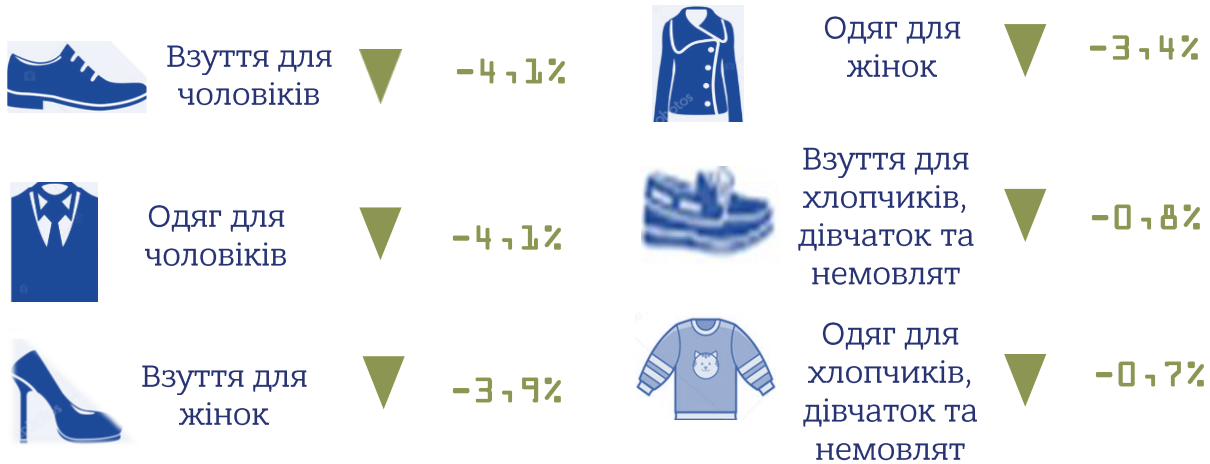 Взуття для
чоловіків
-4,1%
Одяг для
чоловіків
-4,1%
Взуття для
жінок
-3,9%
Одяг для
жінок
-3,4%
Взуття для
хлопчиків,
дівчаток та
немовлят
-0,8%
Одяг для
хлопчиків,
дівчаток та
немовлят
-0,7%